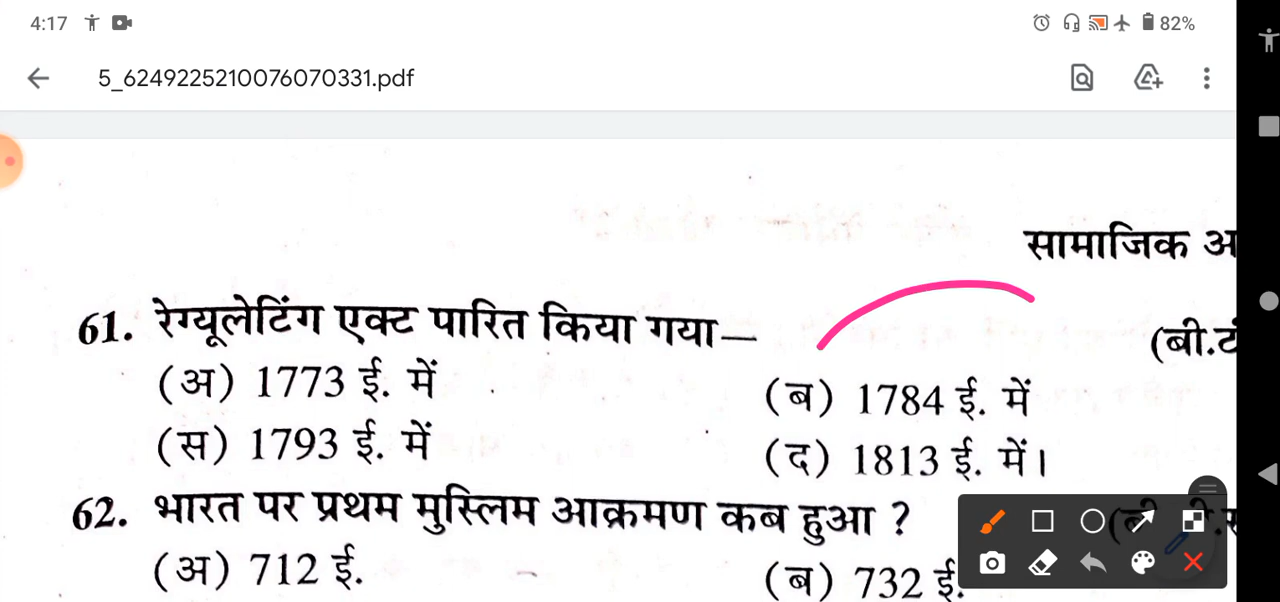 4:17 82%
5_6249225210076070331.pdf
सामाजिक अ
61. रेग्यूलेटिंग एक्ट पारित किया गया— (बी.टी
(अ) 1773 ई. में (ब) 1784 ई. में
(स) 1793 ई. में (द) 1813 ई. में।
62. भारत पर प्रथम मुस्लिम आक्रमण कब हुआ ?
(अ) 712 ई. (ब) 732 ई.